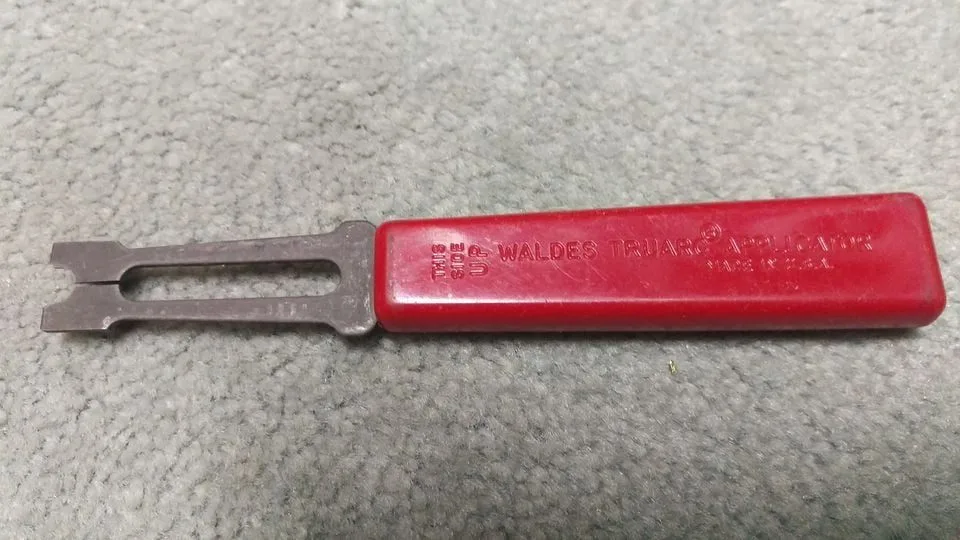 THIS
SIDE
UP
WALDES TRUARC® APPLICATOR
MADE IN U.S.A.